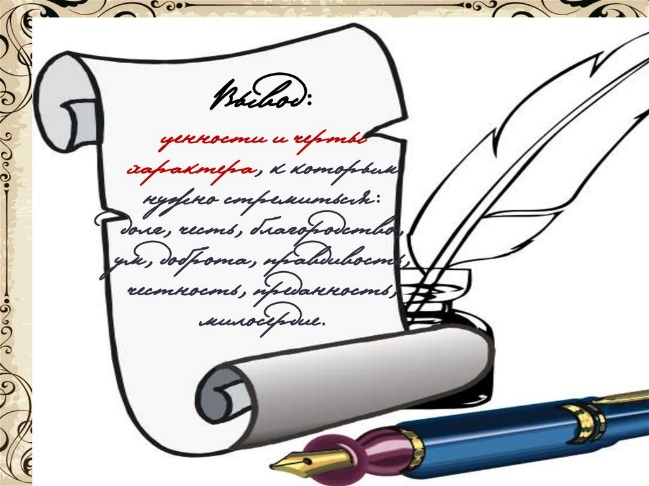 Вывод:
ценности и черты
характера, к которым
нужно стремиться:
долг, честь, благородство,
ум, доброта, правдивость,
честность, преданность,
милосердие.